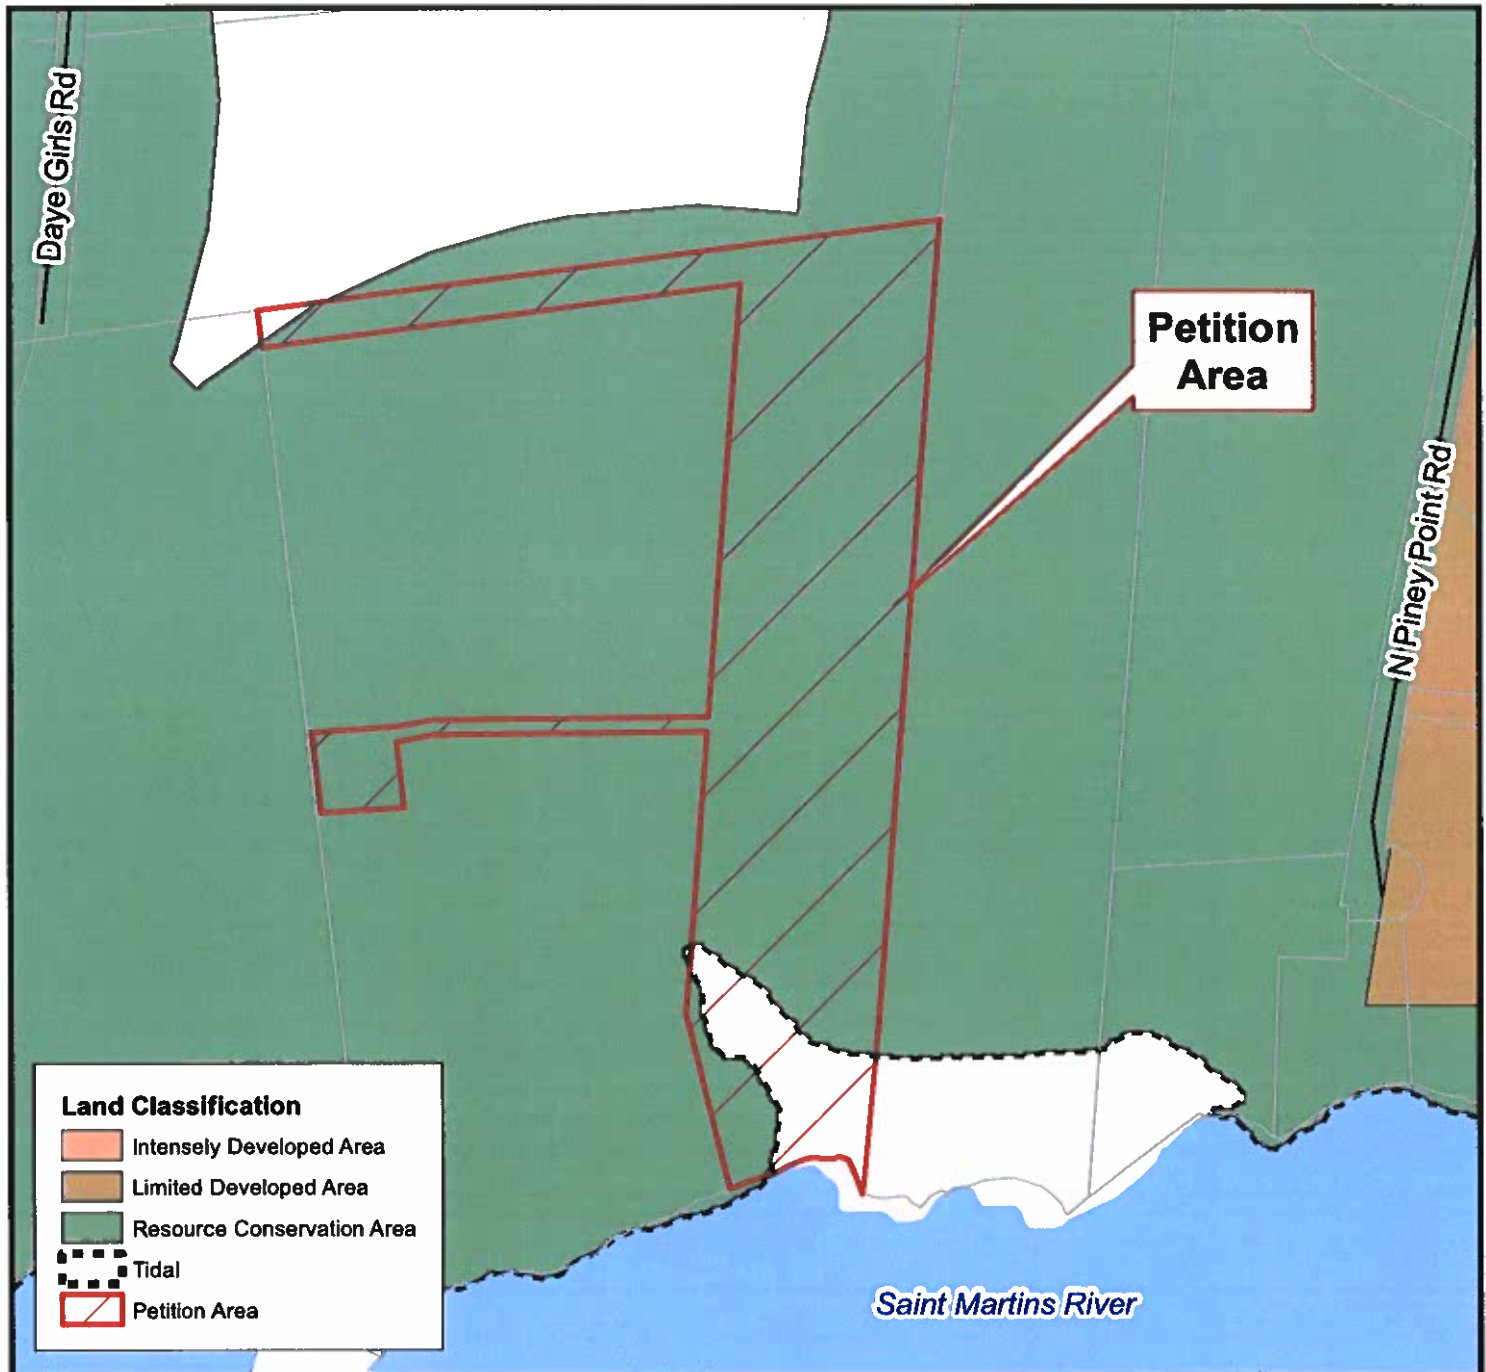 Daye Girls Rd
Petition
Area
N Piney Point Rd
Land Classification
Intensely Developed Area
Limited Developed Area
Resource Conservation Area
Tidal
Petition Area
Saint Martins River